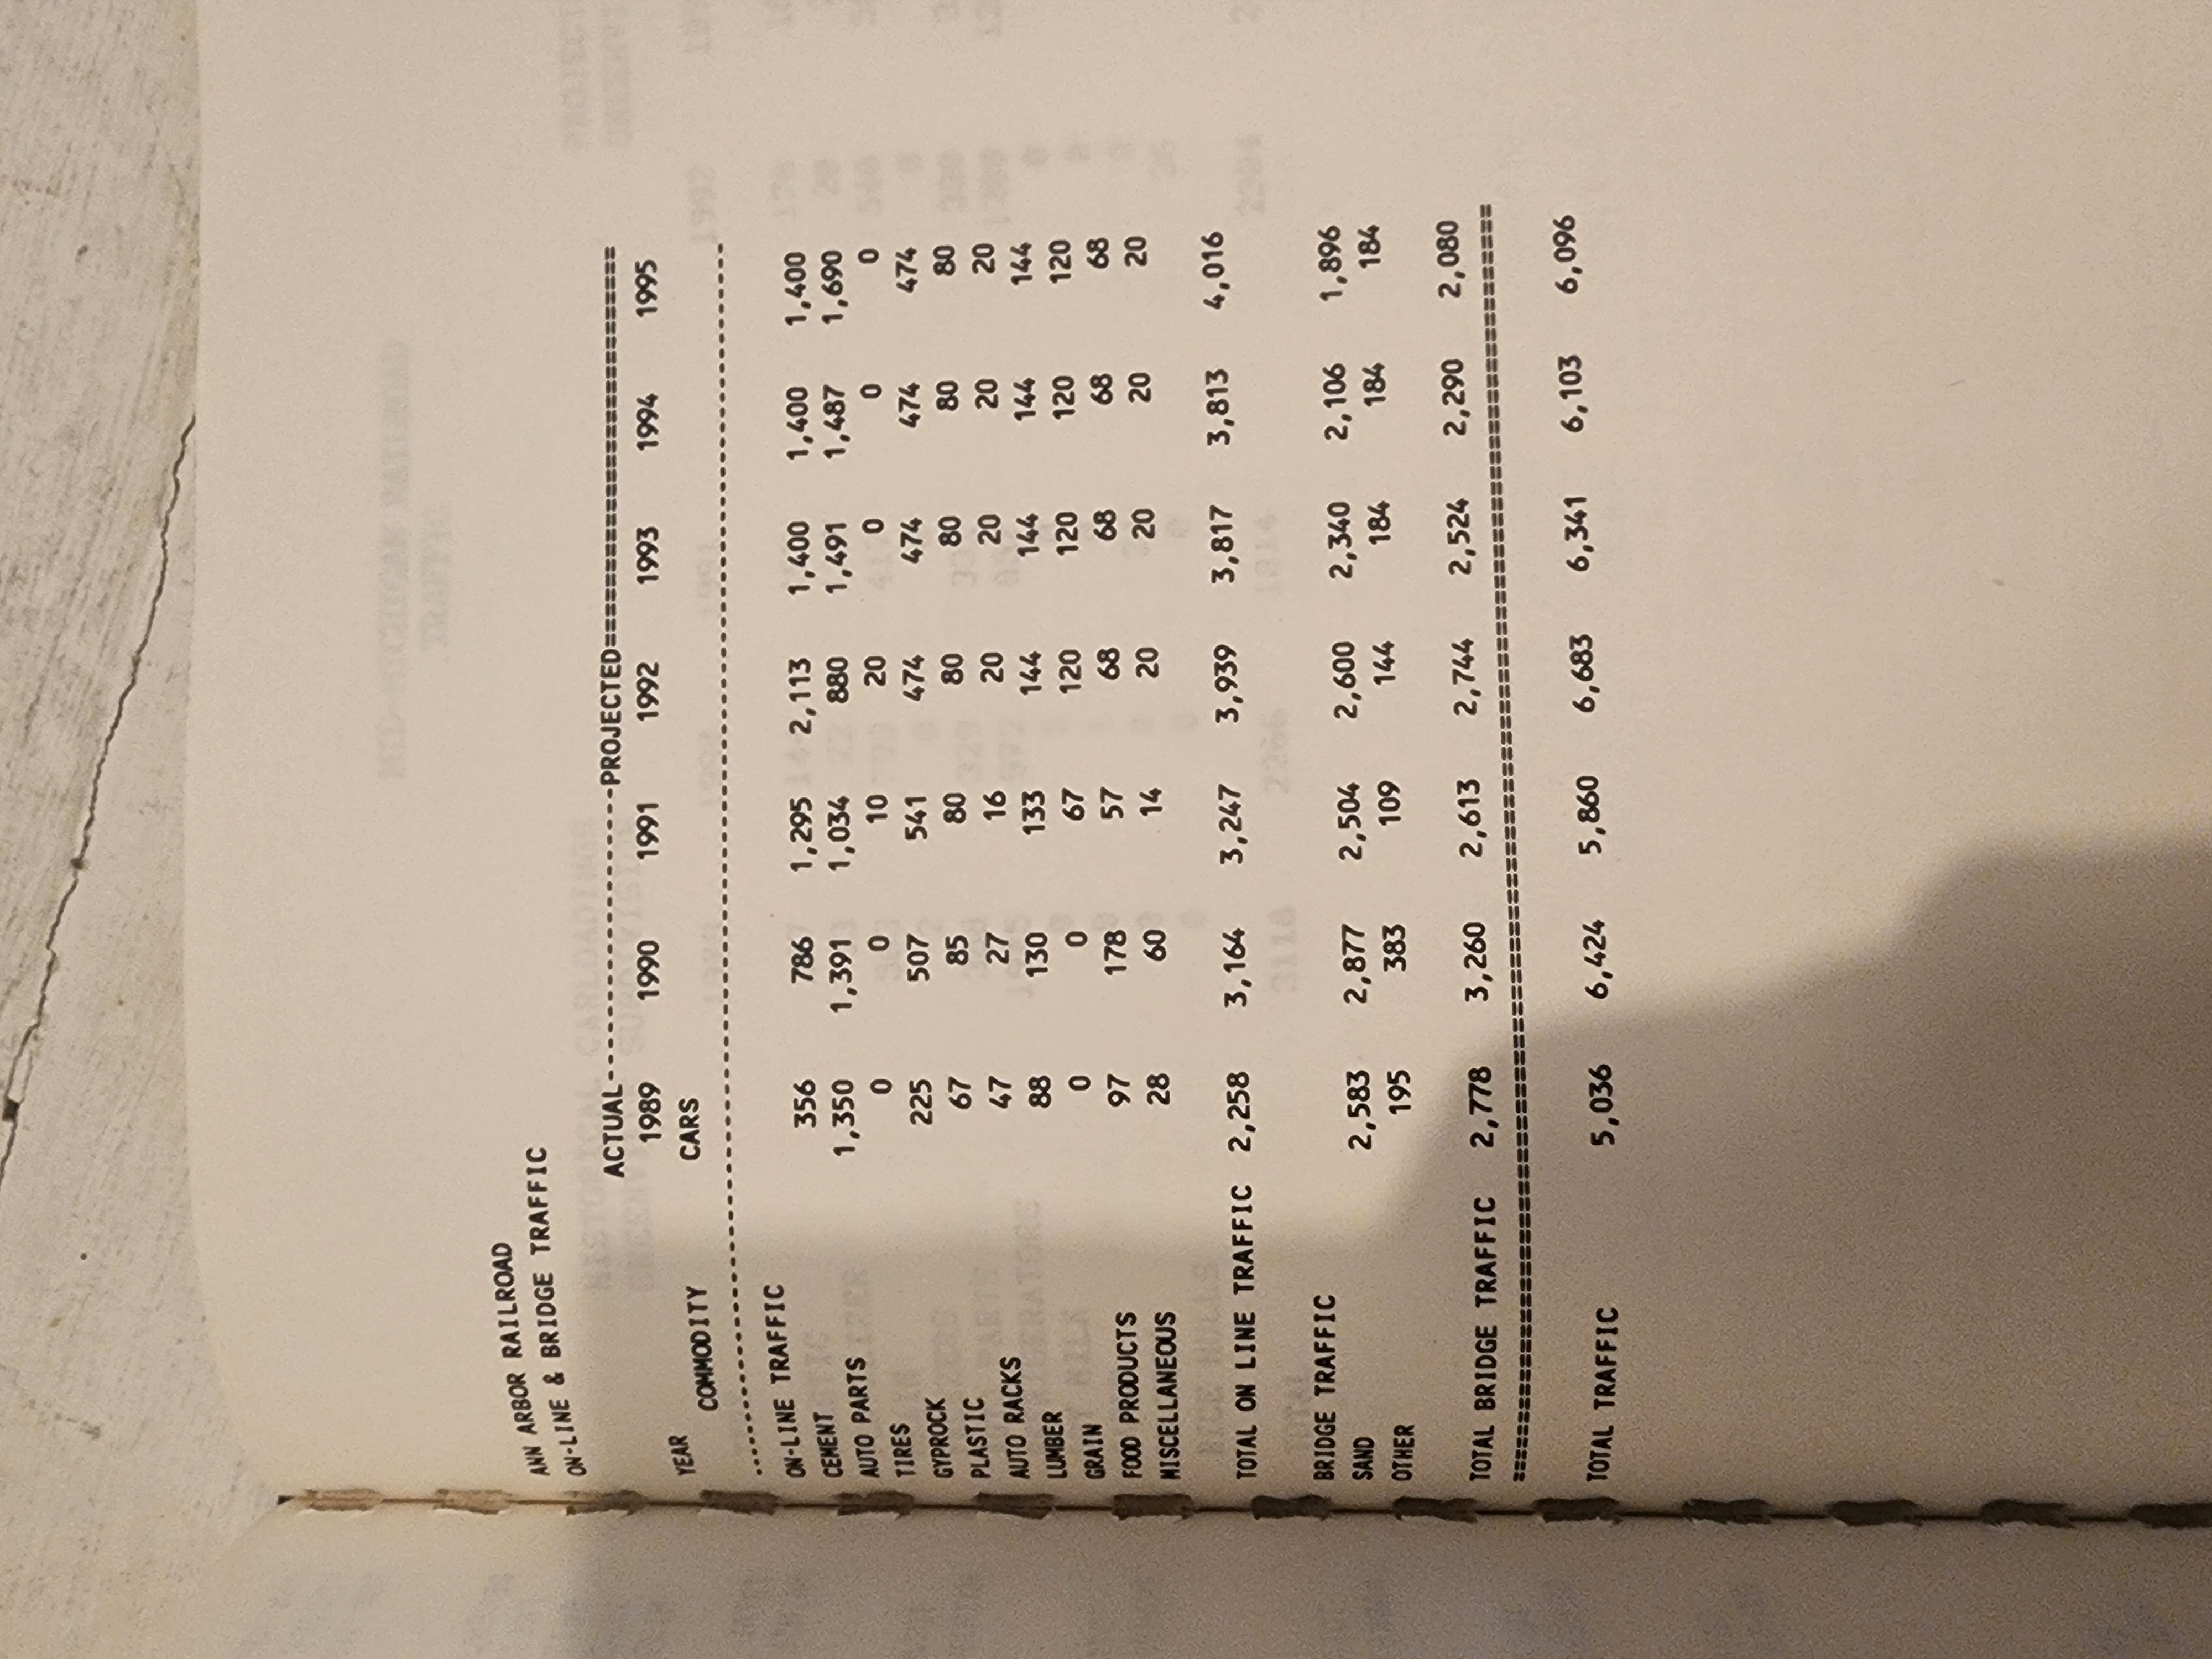 ANN ARBOR RAILROAD
ON-LINE & BRIDGE TRAFFIC
ACTUAL--------------------PROJECTED==========================
YEAR 1989 1990 1991 1992 1993 1994 1995
COMMODITY CARS
ON-LINE TRAFFIC
CEMENT 356 786 1,295 2,113 1,400 1,400 1,400
AUTO PARTS 1,350 1,391 1,034 880 1,491 1,487 1,690
TIRES 0 0 10 20 0 0 0
GYPROCK 225 507 541 474 474 474 474
PLASTIC 67 85 80 80 80 80 80
AUTO RACKS 47 27 16 20 20 20 20
LUMBER 88 130 133 144 144 144 144
GRAIN 0 0 67 120 120 120 120
FOOD PRODUCTS 97 178 57 68 68 68 68
MISCELLANEOUS 28 60 14 20 20 20 20
TOTAL ON LINE TRAFFIC 2,258 3,164 3,247 3,939 3,817 3,813 4,016
BRIDGE TRAFFIC
SAND 2,583 2,877 2,504 2,600 2,340 2,106 1,896
OTHER 195 383 109 144 184 184 184
TOTAL BRIDGE TRAFFIC 2,778 3,260 2,613 2,744 2,524 2,290 2,080
TOTAL TRAFFIC 5,036 6,424 5,860 6,683 6,341 6,103 6,096